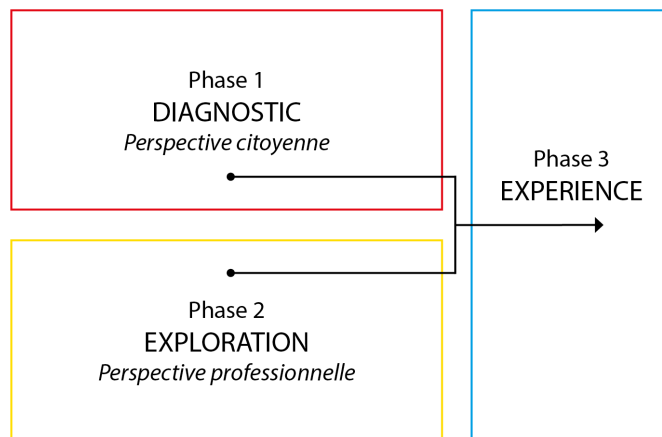 Phase 1
DIAGNOSTIC
Perspective citoyenne
Phase 2
EXPLORATION
Perspective professionnelle
Phase 3
EXPERIENCE